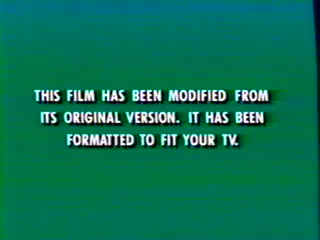 THIS FILM HAS BEEN MODIFIED FROM
ITS ORIGINAL VERSION. IT HAS BEEN
FORMATTED TO FIT YOUR TV.